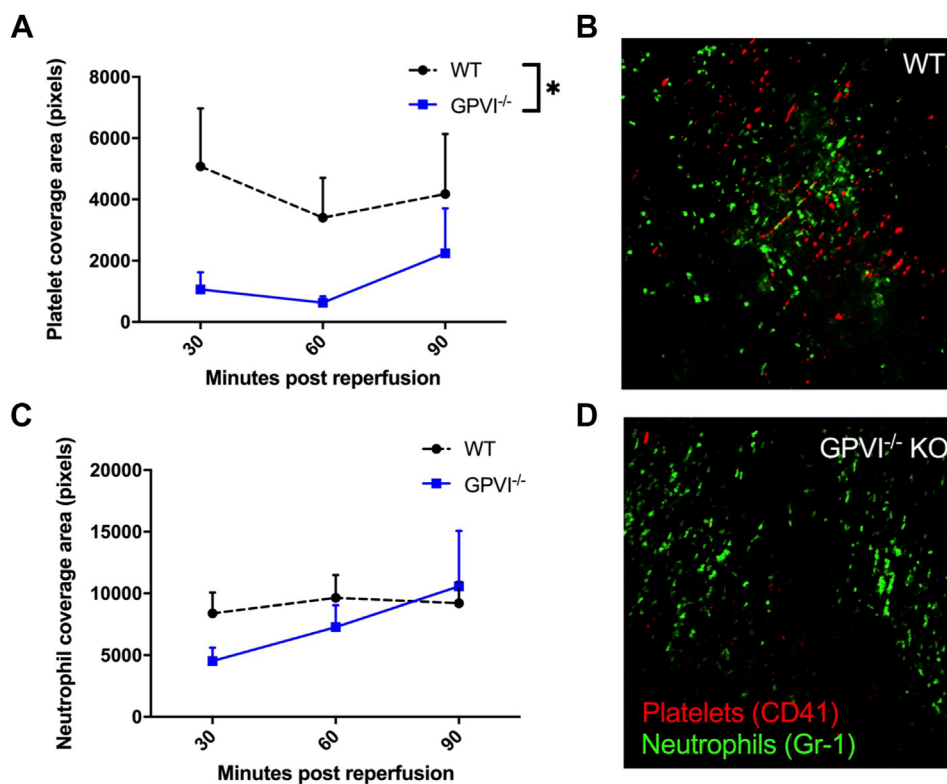 A
Platelet coverage area (pixels)
8000
6000
4000
2000
0
30
60
90
Minutes post reperfusion
WT
GPVI-/-
*
B
WT
C
Neutrophil coverage area (pixels)
20000
15000
10000
5000
0
30
60
90
Minutes post reperfusion
WT
GPVI-/-
D
GPVI-/- KO
Platelets (CD41)
Neutrophils (Gr-1)